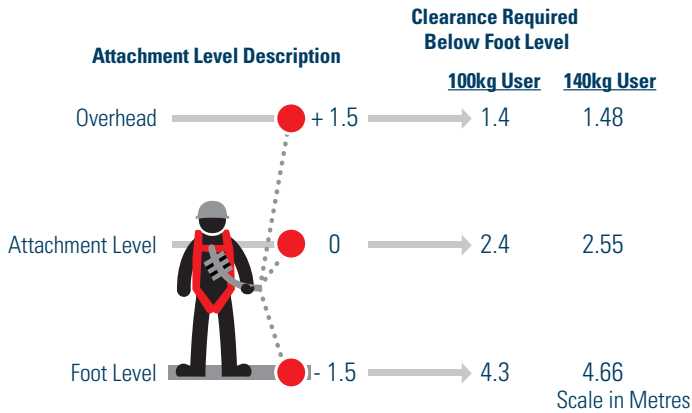 Clearance Required
Below Foot Level
Attachment Level Description
100kg User 140kg User
Overhead + 1.5 1.4 1.48
Attachment Level 0 2.4 2.55
Foot Level - 1.5 4.3 4.66
Scale in Metres